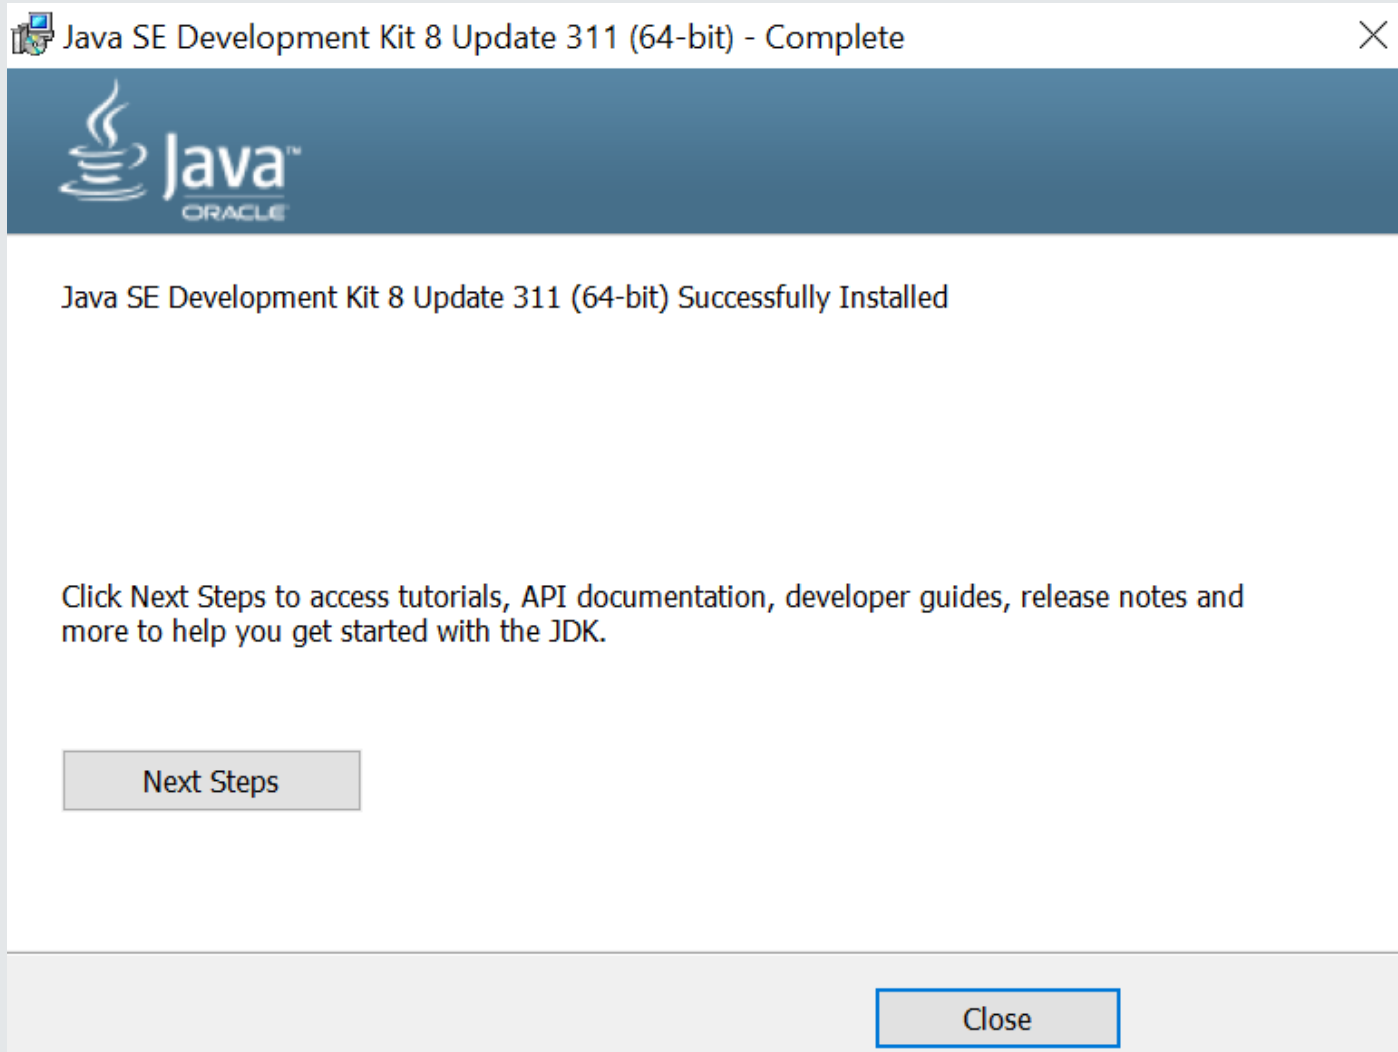 Java SE Development Kit 8 Update 311 (64-bit) - Complete
Java™
ORACLE
Java SE Development Kit 8 Update 311 (64-bit) Successfully Installed
Click Next Steps to access tutorials, API documentation, developer guides, release notes and
more to help you get started with the JDK.
Next Steps
Close